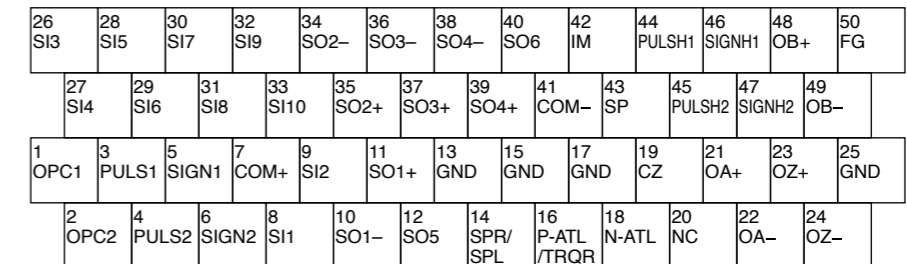 26 28 30 32 34 36 38 40 42 44 46 48 50
SI3 SI5 SI7 SI9 SO2– SO3– SO4– SO6 IM PULSH1 SIGNH1 OB+ FG
27 29 31 33 35 37 39 41 43 45 47 49
SI4 SI6 SI8 SI10 SO2+ SO3+ SO4+ COM– SP PULSH2 SIGNH2 OB–
1 3 5 7 9 11 13 15 17 19 21 23 25
OPC1 PULS1 SIGN1 COM+ SI2 SO1+ GND GND GND CZ OA+ OZ+ GND
2 4 6 8 10 12 14 16 18 20 22 24
OPC2 PULS2 SIGN2 SI1 SO1– SO5 SPR/ P-ATL N-ATL NC OA– OZ–
SPL /TRQR